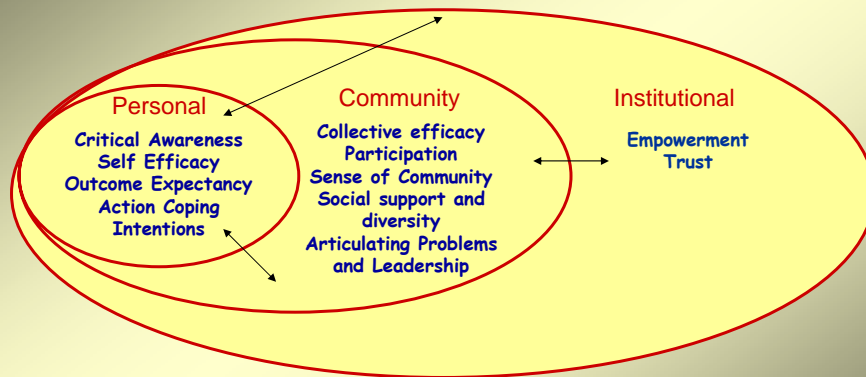 Personal
Critical Awareness
Self Efficacy
Outcome Expectancy
Action Coping
Intentions
Community
Collective efficacy
Participation
Sense of Community
Social support and
diversity
Articulating Problems
and Leadership
Institutional
Empowerment
Trust